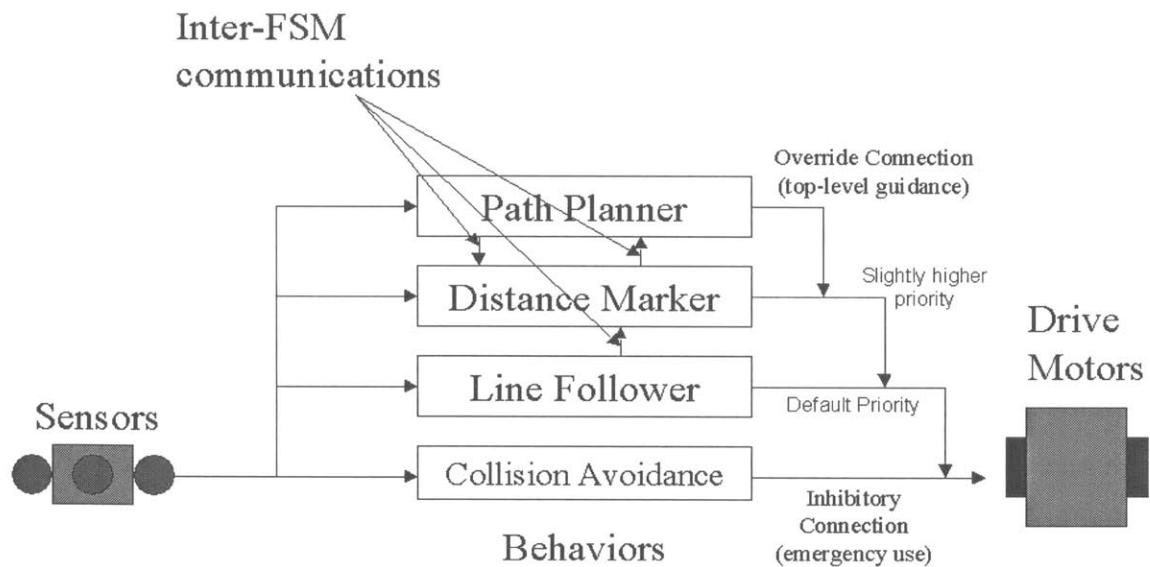 Inter-FSM
communications
Override Connection
(top-level guidance)
Path Planner
Slightly higher
priority
Distance Marker
Drive
Motors
Line Follower
Default Priority
Sensors
Collision Avoidance
Inhibitory
Connection
(emergency use)
Behaviors